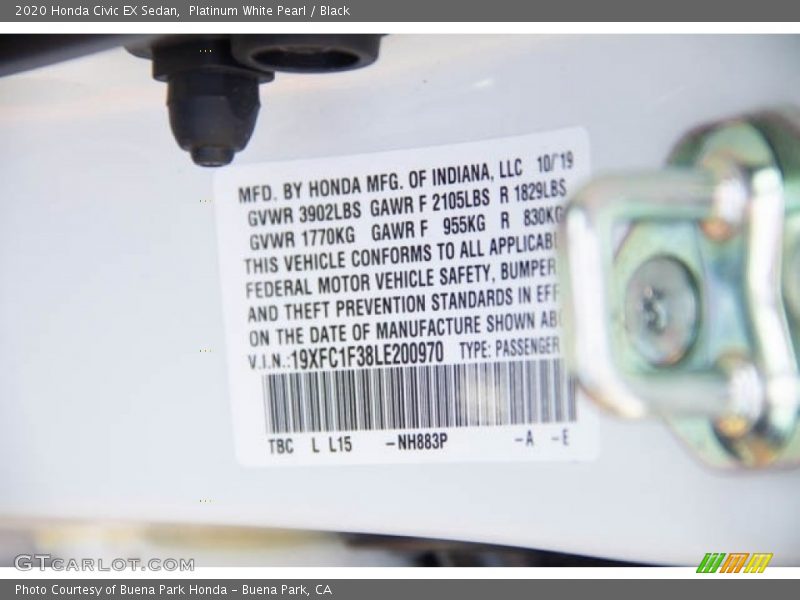 2020 Honda Civic EX Sedan, Platinum White Pearl / Black
MFD. BY HONDA MFG. OF INDIANA, LLC 10/19
GVWR 3902LBS GAWR F 2105LBS R 1829LBS
GVWR 1770KG GAWR F 955KG R 830KG
THIS VEHICLE CONFORMS TO ALL
FEDERAL MOTOR VEHICLE SAFETY, BUMPER
AND THEFT PREVENTION STANDARDS IN
ON THE DATE OF MANUFACTURE SHOWN
V.I.N.:19XFC1F38LE200970 TYPE: PASSENGER
TBC L L15 -NH883P -A -E
GTCARLOT.COM
Photo Courtesy of Buena Park Honda - Buena Park, CA